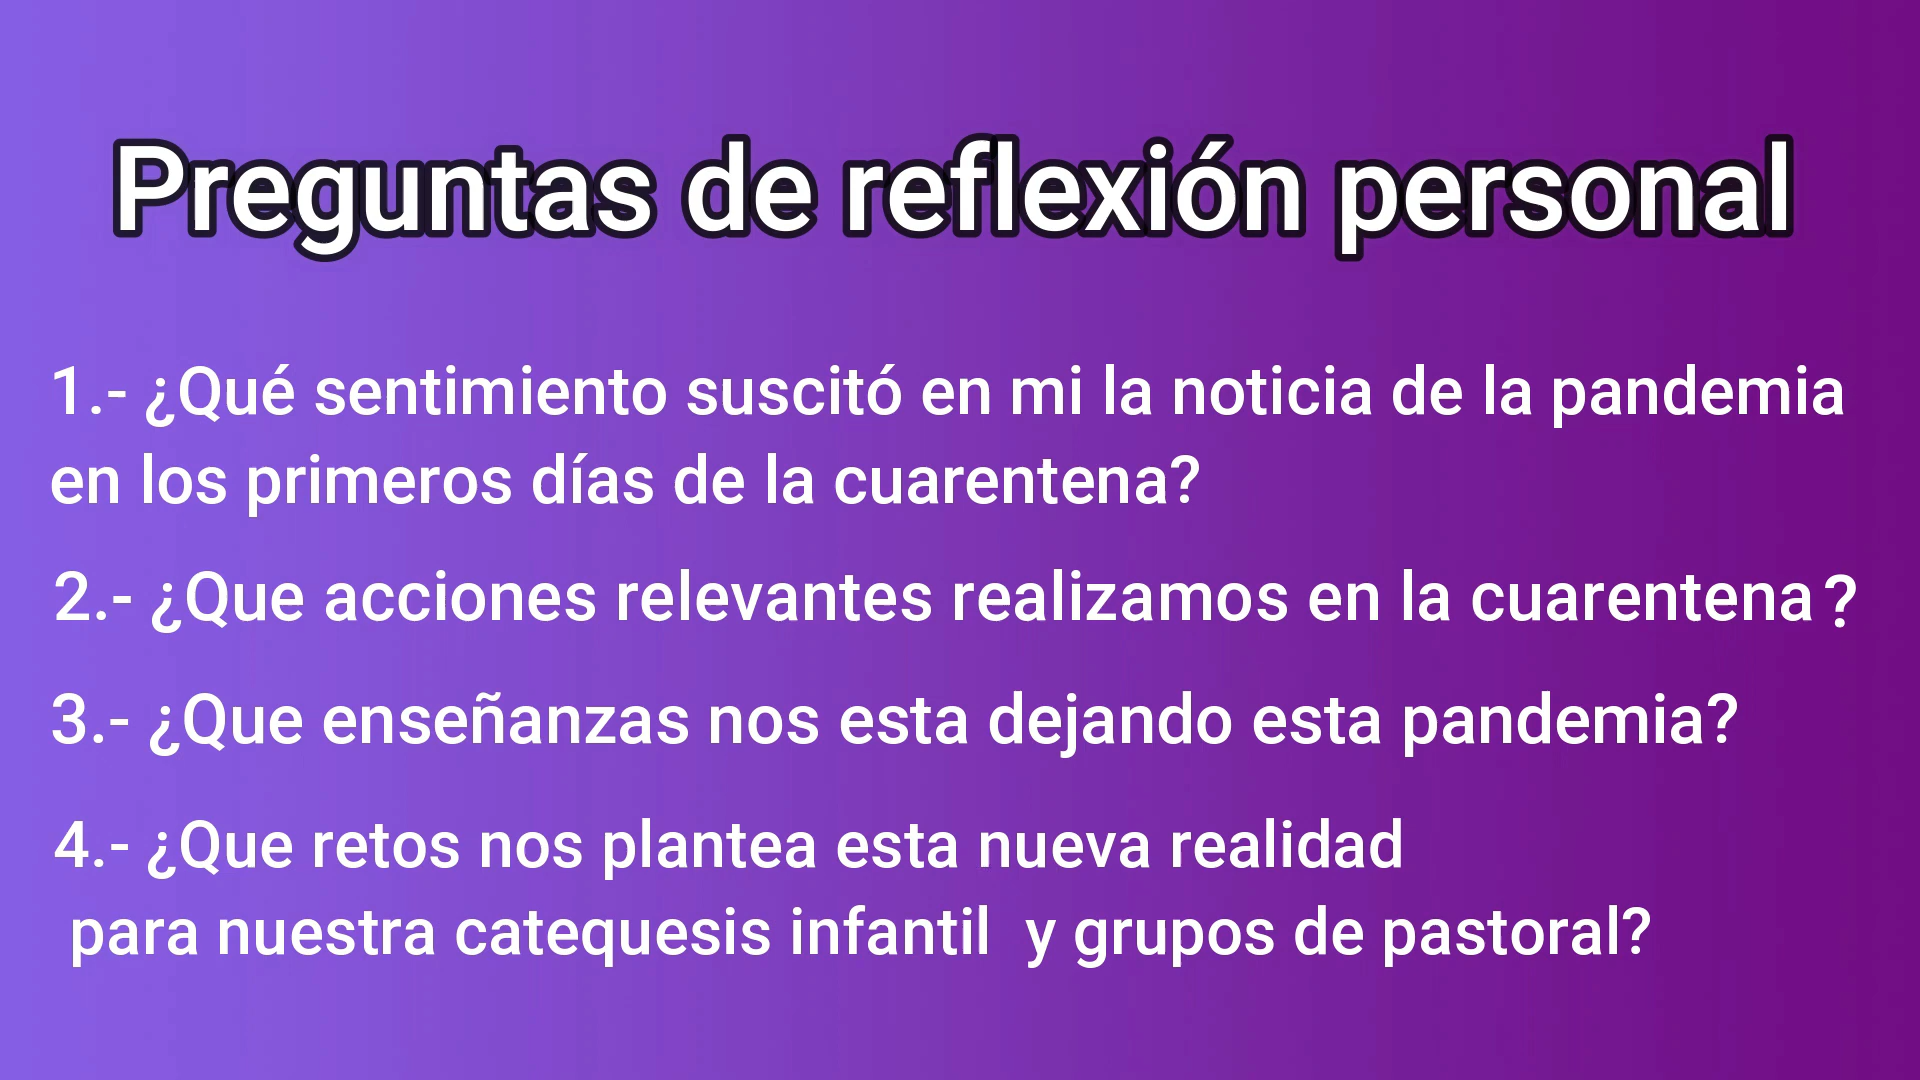 Preguntas de reflexión personal
1.- ¿Qué sentimiento suscitó en mi la noticia de la pandemia
en los primeros días de la cuarentena?
2.- ¿Que acciones relevantes realizamos en la cuarentena?
3.- ¿Que enseñanzas nos esta dejando esta pandemia?
4.- ¿Que retos nos plantea esta nueva realidad
para nuestra catequesis infantil  y grupos de pastoral?